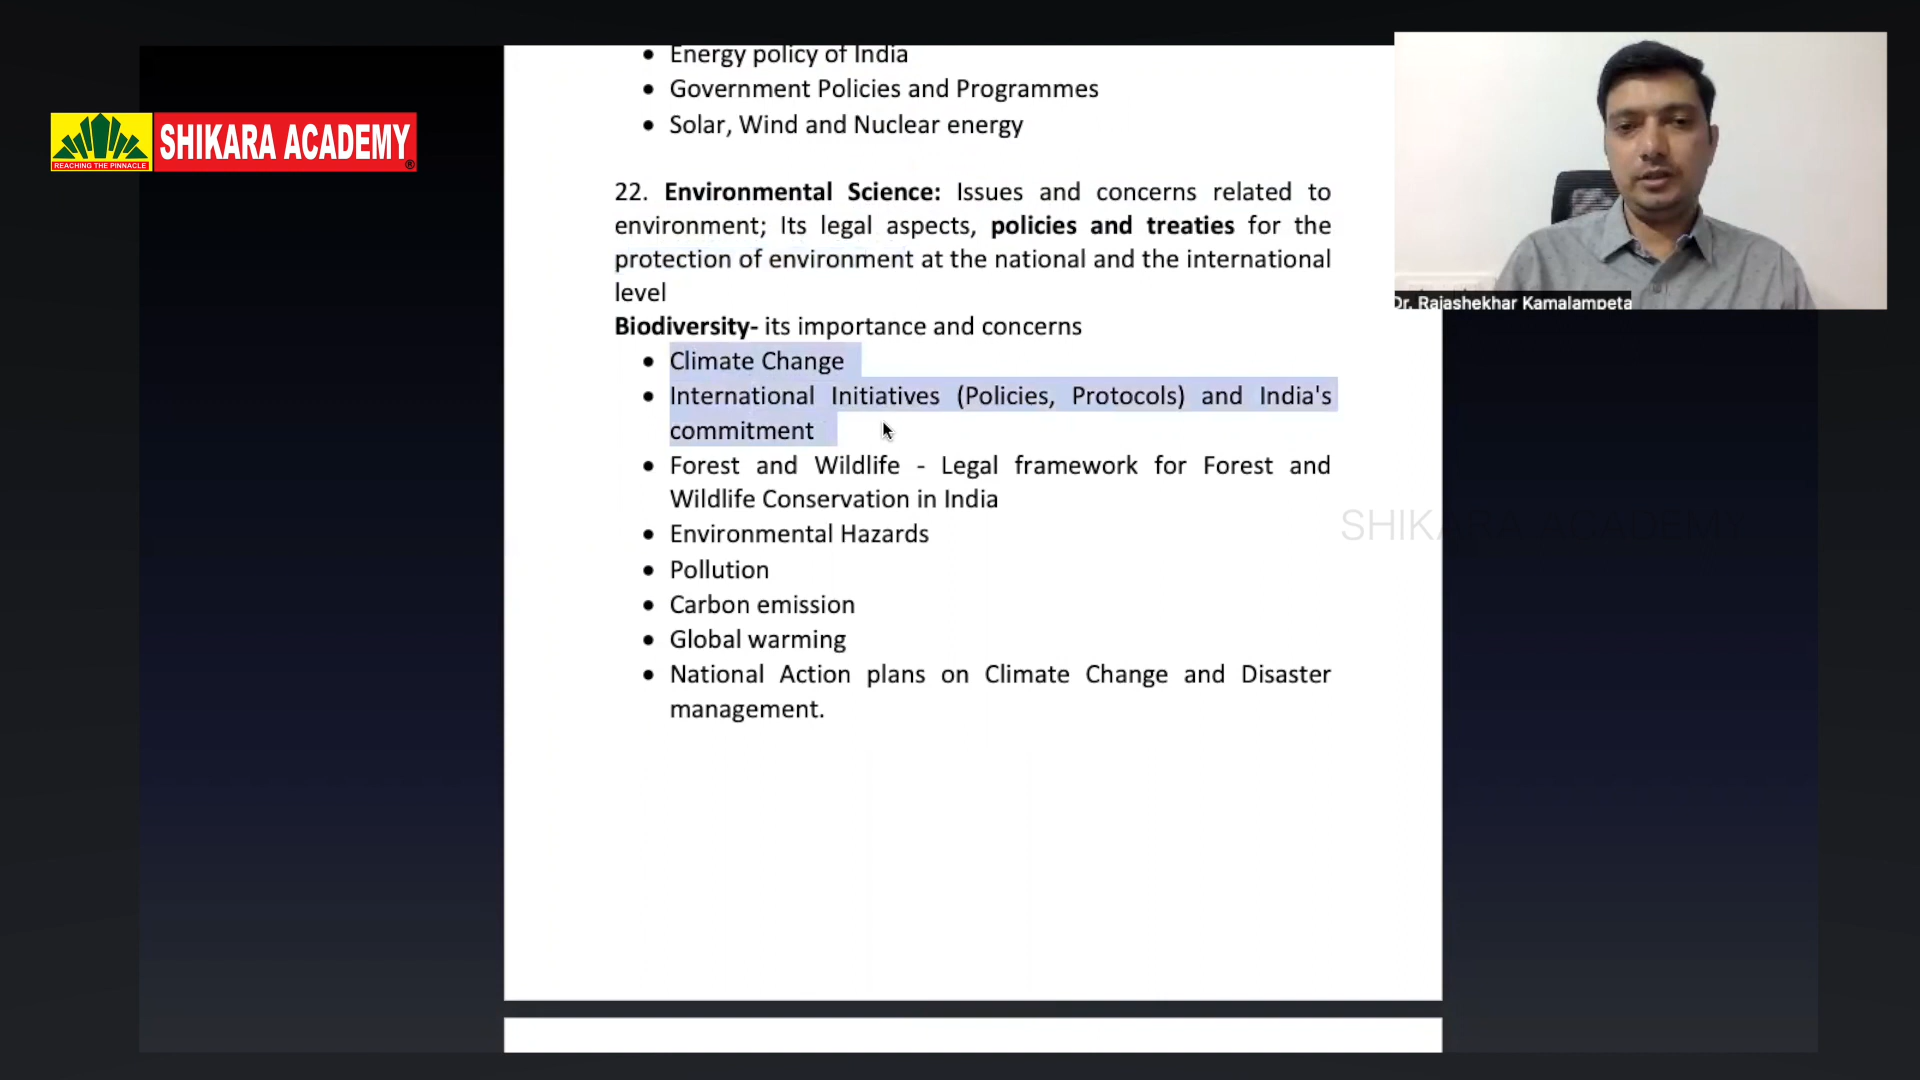 • Energy policy of India
• Government Policies and Programmes
• Solar, Wind and Nuclear energy
SHIKARA ACADEMY
®
REACHING THE PINNACLE
22. Environmental Science: Issues and concerns related to
environment; Its legal aspects, policies and treaties for the
protection of environment at the national and the international
level
Dr. Rajashekhar Kamalampeta
Biodiversity- its importance and concerns
• Climate Change
• International Initiatives (Policies, Protocols) and India's
commitment
• Forest and Wildlife - Legal framework for Forest and
Wildlife Conservation in India
SHIKARA ACADEMY
• Environmental Hazards
• Pollution
• Carbon emission
• Global warming
• National Action plans on Climate Change and Disaster
management.